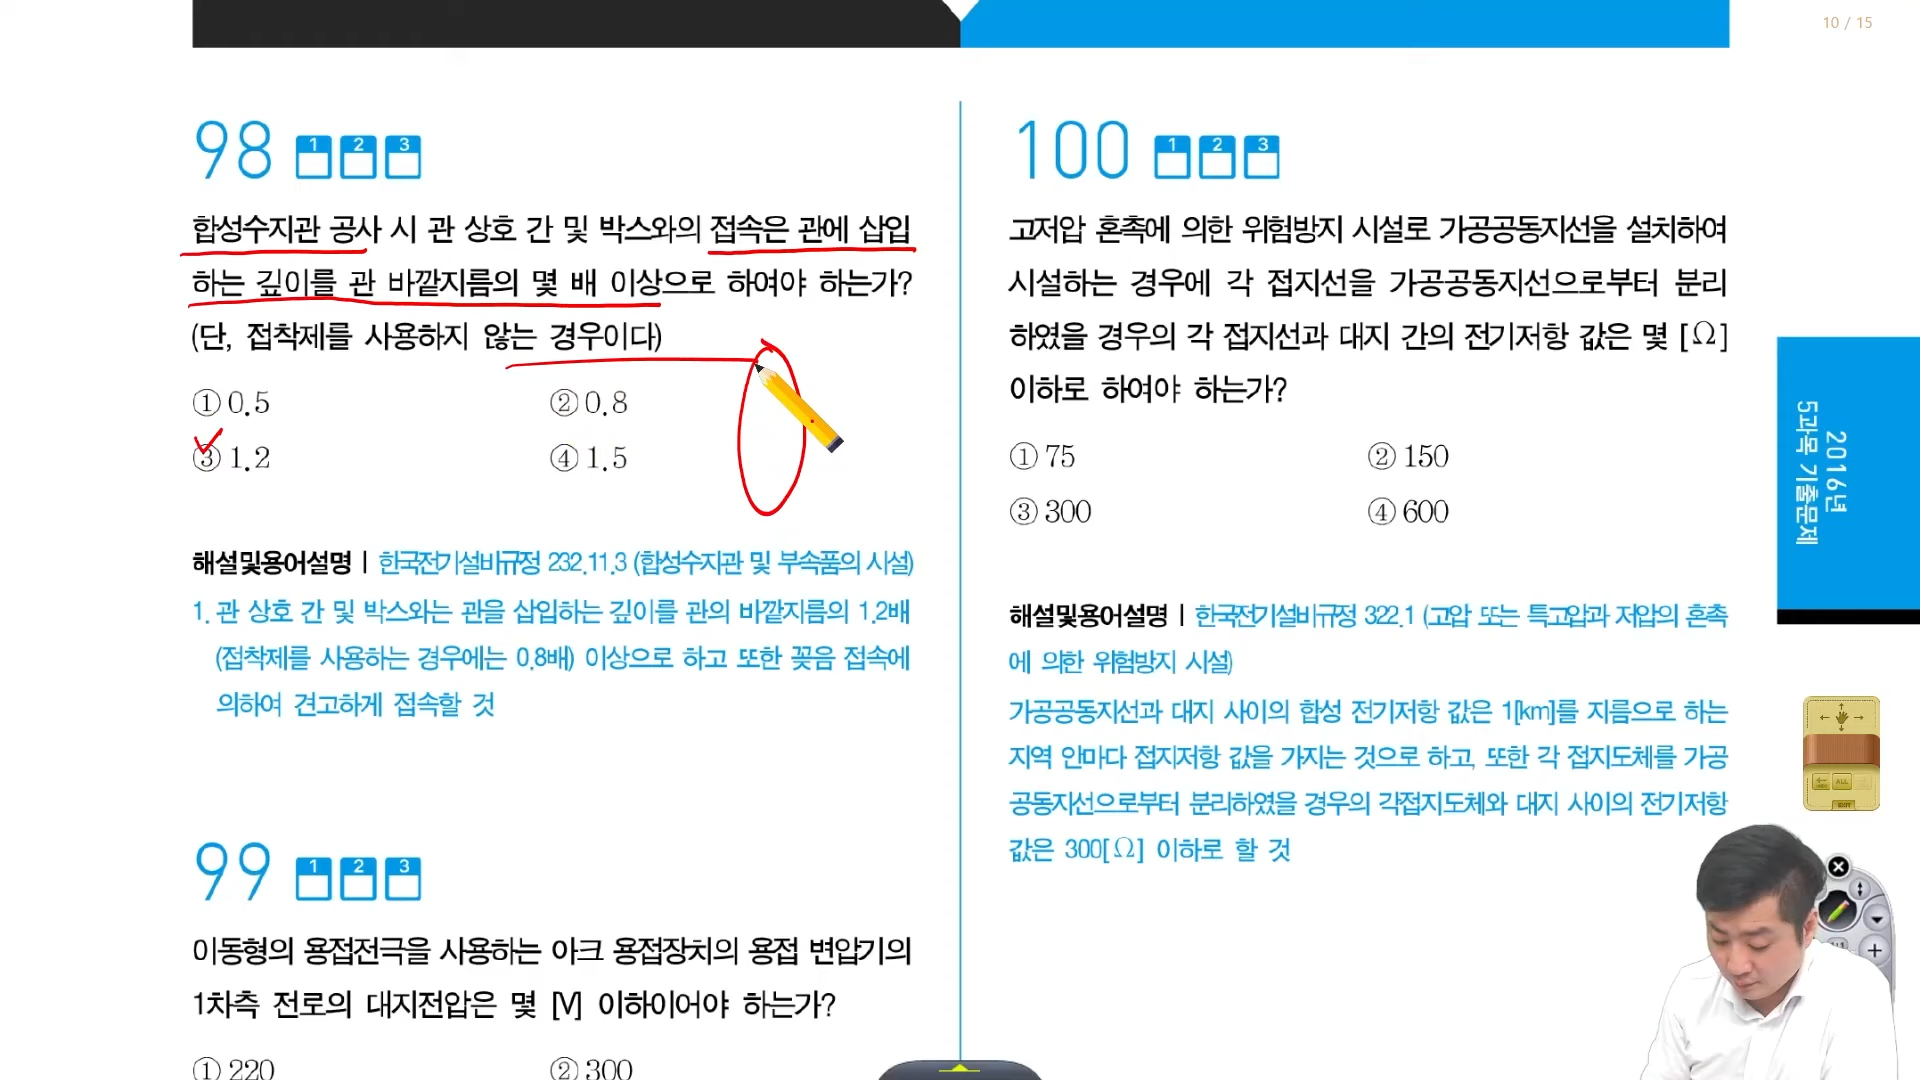 10 / 15
98 1 2 3
합성수지관 공사 시 관 상호 간 및 박스와의 접속은 관에 삽입
하는 깊이를 관 바깥지름의 몇 배 이상으로 하여야 하는가?
(단, 접착제를 사용하지 않는 경우이다)
① 0.5 ② 0.8
③ 1.2 ④ 1.5
해설및용어설명 | 한국전기설비규정 232.11.3 (합성수지관 및 부속품의 시설)
1. 관 상호 간 및 박스와는 관을 삽입하는 깊이를 관의 바깥지름의 1.2배
(접착제를 사용하는 경우에는 0.8배) 이상으로 하고 또한 꽂음 접속에
의하여 견고하게 접속할 것
99 1 2 3
이동형의 용접전극을 사용하는 아크 용접장치의 용접 변압기의
1차측 전로의 대지전압은 몇 [V] 이하이어야 하는가?
① 220 ② 300
100 1 2 3
고저압 혼촉에 의한 위험방지 시설로 가공공동지선을 설치하여
시설하는 경우에 각 접지선을 가공공동지선으로부터 분리
하였을 경우의 각 접지선과 대지 간의 전기저항 값은 몇 [Ω]
이하로 하여야 하는가?
① 75 ② 150
③ 300 ④ 600
해설및용어설명 | 한국전기설비규정 322.1 (고압 또는 특고압과 저압의 혼촉
에 의한 위험방지 시설)
가공공동지선과 대지 사이의 합성 전기저항 값은 1[km]를 지름으로 하는
지역 안마다 접지저항 값을 가지는 것으로 하고, 또한 각 접지도체를 가공
공동지선으로부터 분리하였을 경우의 각접지도체와 대지 사이의 전기저항
값은 300[Ω] 이하로 할 것
2016년
5과목 기출문제
ALL
EXIT